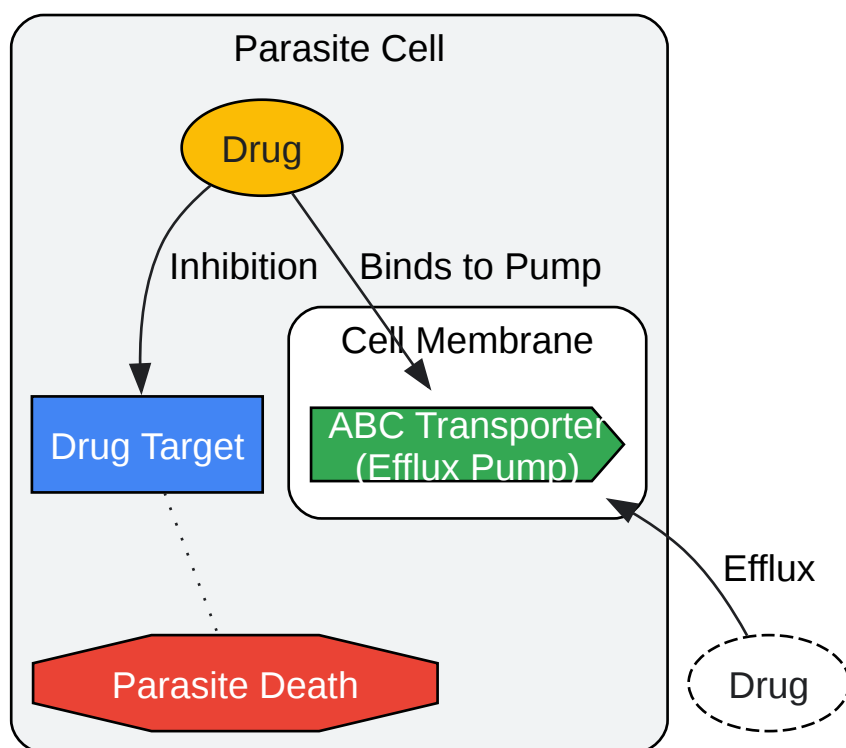 Parasite Cell
Drug
Inhibition
Binds to Pump
Cell Membrane
ABC Transporter
(Efflux Pump)
Drug Target
Efflux
Parasite Death
Drug